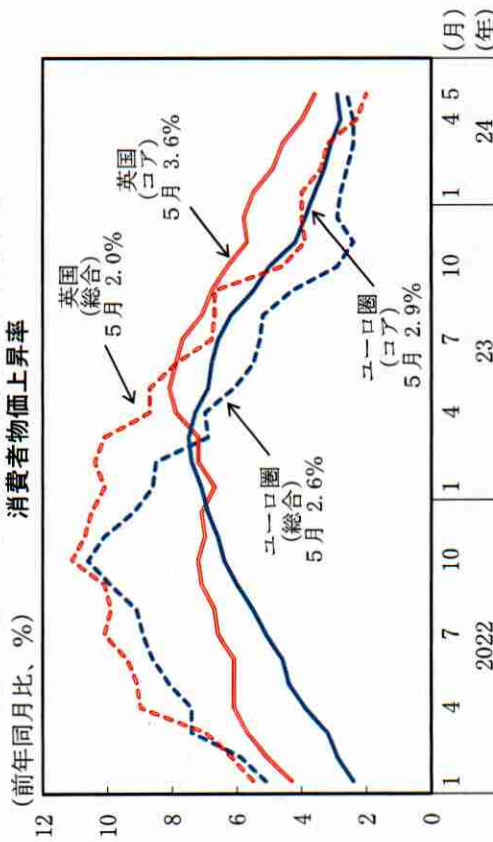 消費者物価上昇率
(前年同月比、%)
12
10
8
6
4
2
0
英国
(総合)
5月 2.0%
英国
(コア)
5月 3.6%
ユーロ圏
(総合)
5月 2.6%
ユーロ圏
(コア)
5月 2.9%
1 4 7 10 1 4 7 10 1 4 5 (月)
2022 23 24 (年)